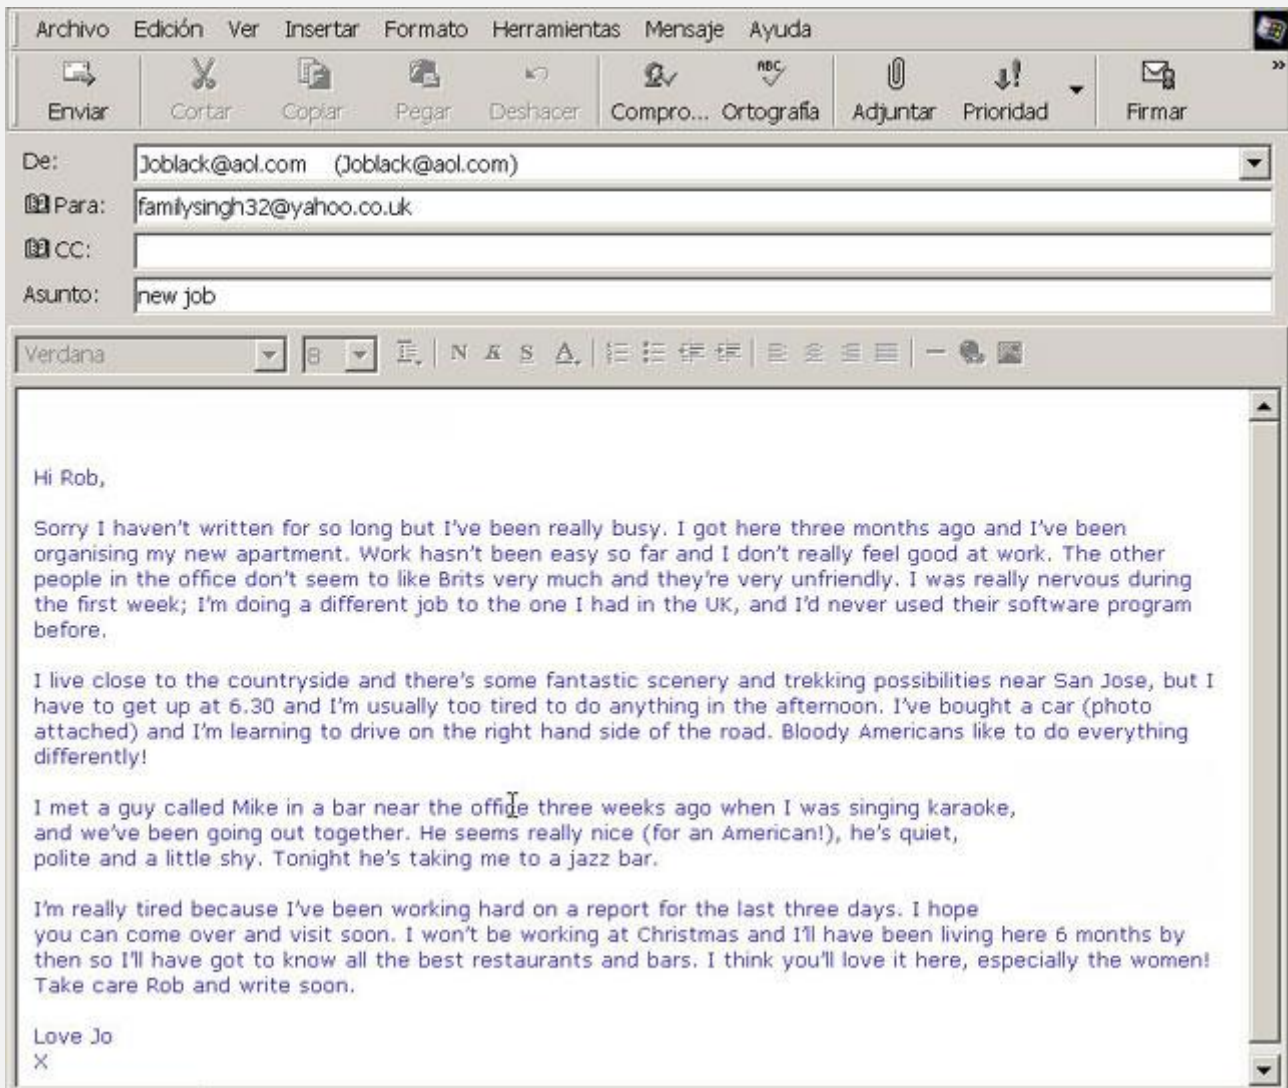 Archivo Edición Ver Insertar Formato Herramientas Mensaje Ayuda
Enviar Cortar Copiar Pegar Deshacer Compro... Ortografía Adjuntar Prioridad Firmar
De: Joblack@aol.com (Joblack@aol.com)
Para: familysingh32@yahoo.co.uk
CC:
Asunto: new job
Verdana 8 N K S A
Hi Rob,
Sorry I haven't written for so long but I've been really busy. I got here three months ago and I've been
organising my new apartment. Work hasn't been easy so far and I don't really feel good at work. The other
people in the office don't seem to like Brits very much and they're very unfriendly. I was really nervous during
the first week; I'm doing a different job to the one I had in the UK, and I'd never used their software program
before.
I live close to the countryside and there's some fantastic scenery and trekking possibilities near San Jose, but I
have to get up at 6.30 and I'm usually too tired to do anything in the afternoon. I've bought a car (photo
attached) and I'm learning to drive on the right hand side of the road. Bloody Americans like to do everything
differently!
I met a guy called Mike in a bar near the office three weeks ago when I was singing karaoke,
and we've been going out together. He seems really nice (for an American!), he's quiet,
polite and a little shy. Tonight he's taking me to a jazz bar.
I'm really tired because I've been working hard on a report for the last three days. I hope
you can come over and visit soon. I won't be working at Christmas and I'll have been living here 6 months by
then so I'll have got to know all the best restaurants and bars. I think you'll love it here, especially the women!
Take care Rob and write soon.
Love Jo
X